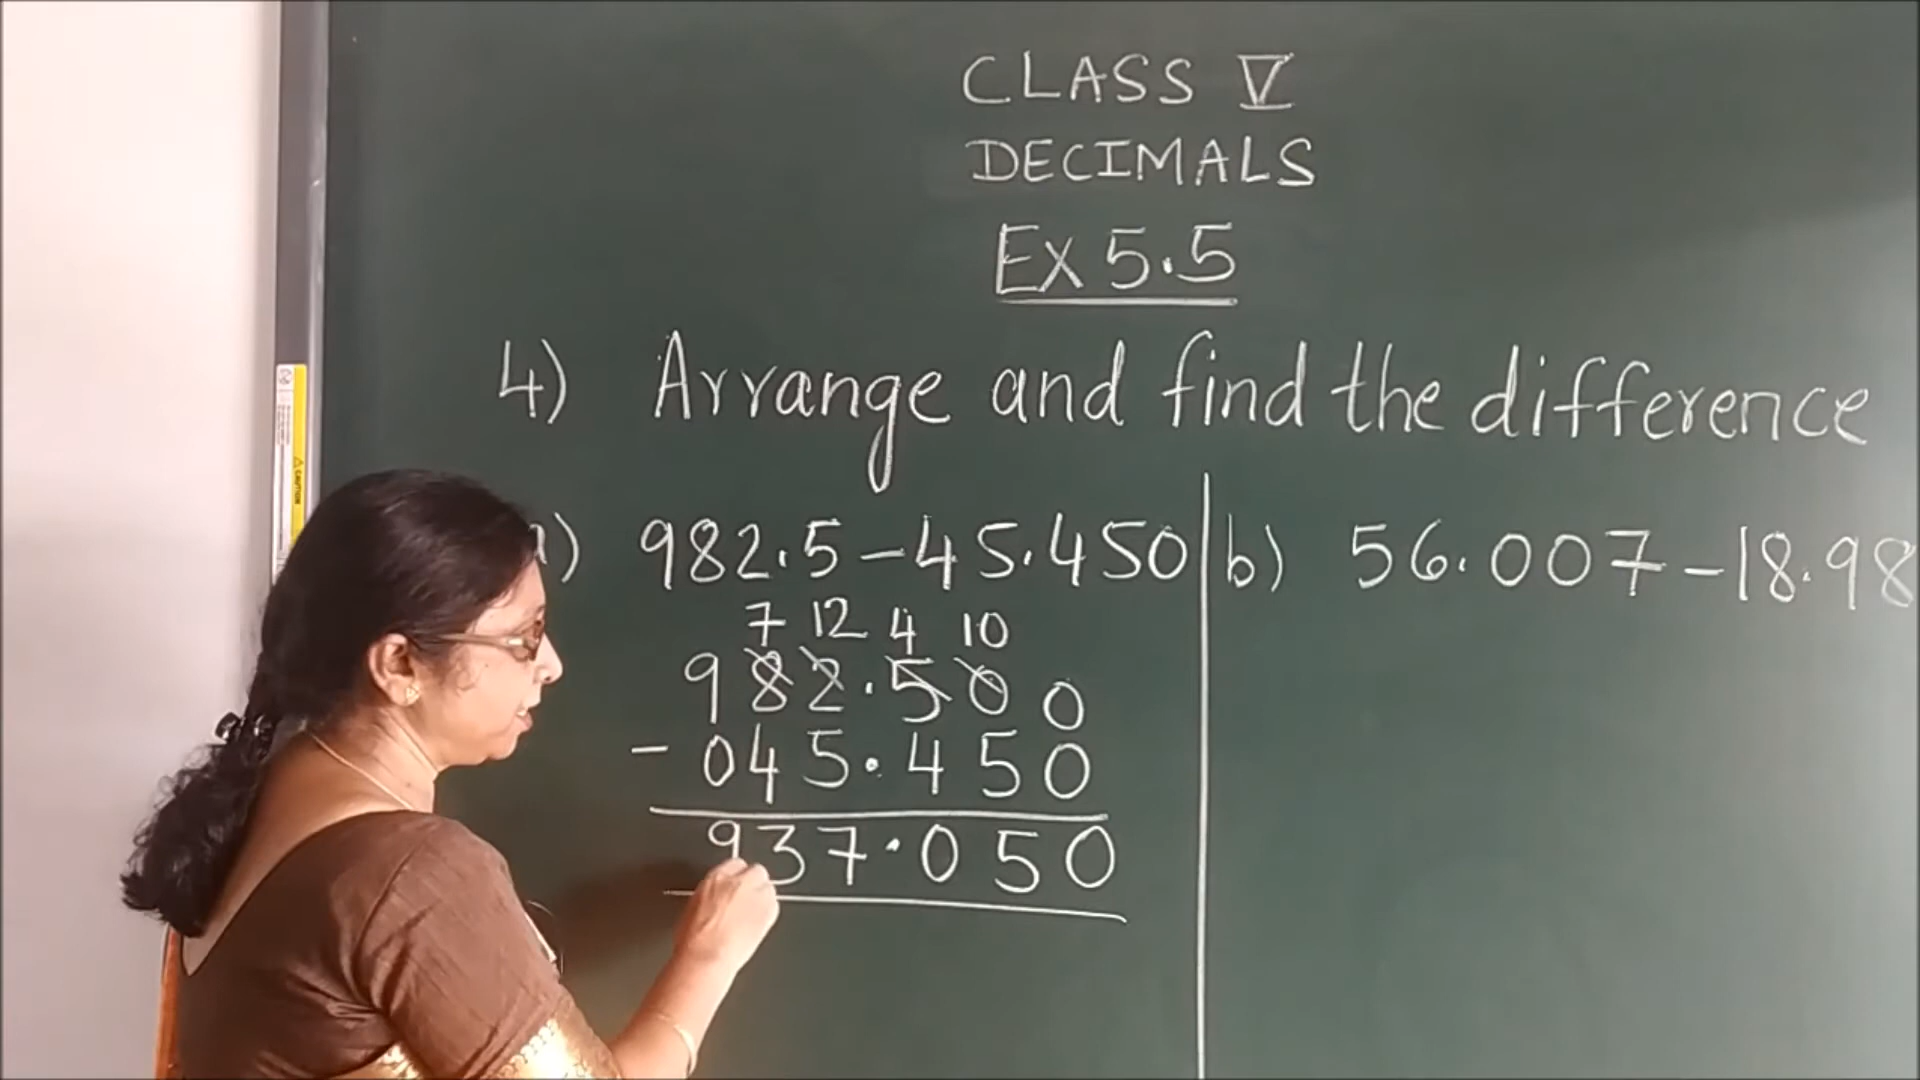 CLASS V
DECIMALS
Ex 5.5
4) Arrange and find the difference
) 982.5-45.450
b) 56.007-18.98
7 12 4 10
982.500
- 045.450
937.050
CAUTION